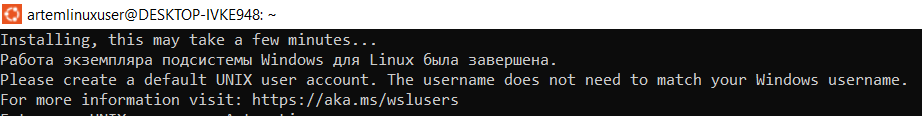 artemlinuxuser@DESKTOP-IVKE948: ~
Installing, this may take a few minutes...
Работа экземпляра подсистемы Windows для Linux была завершена.
Please create a default UNIX user account. The username does not need to match your Windows username.
For more information visit: https://aka.ms/wslusers